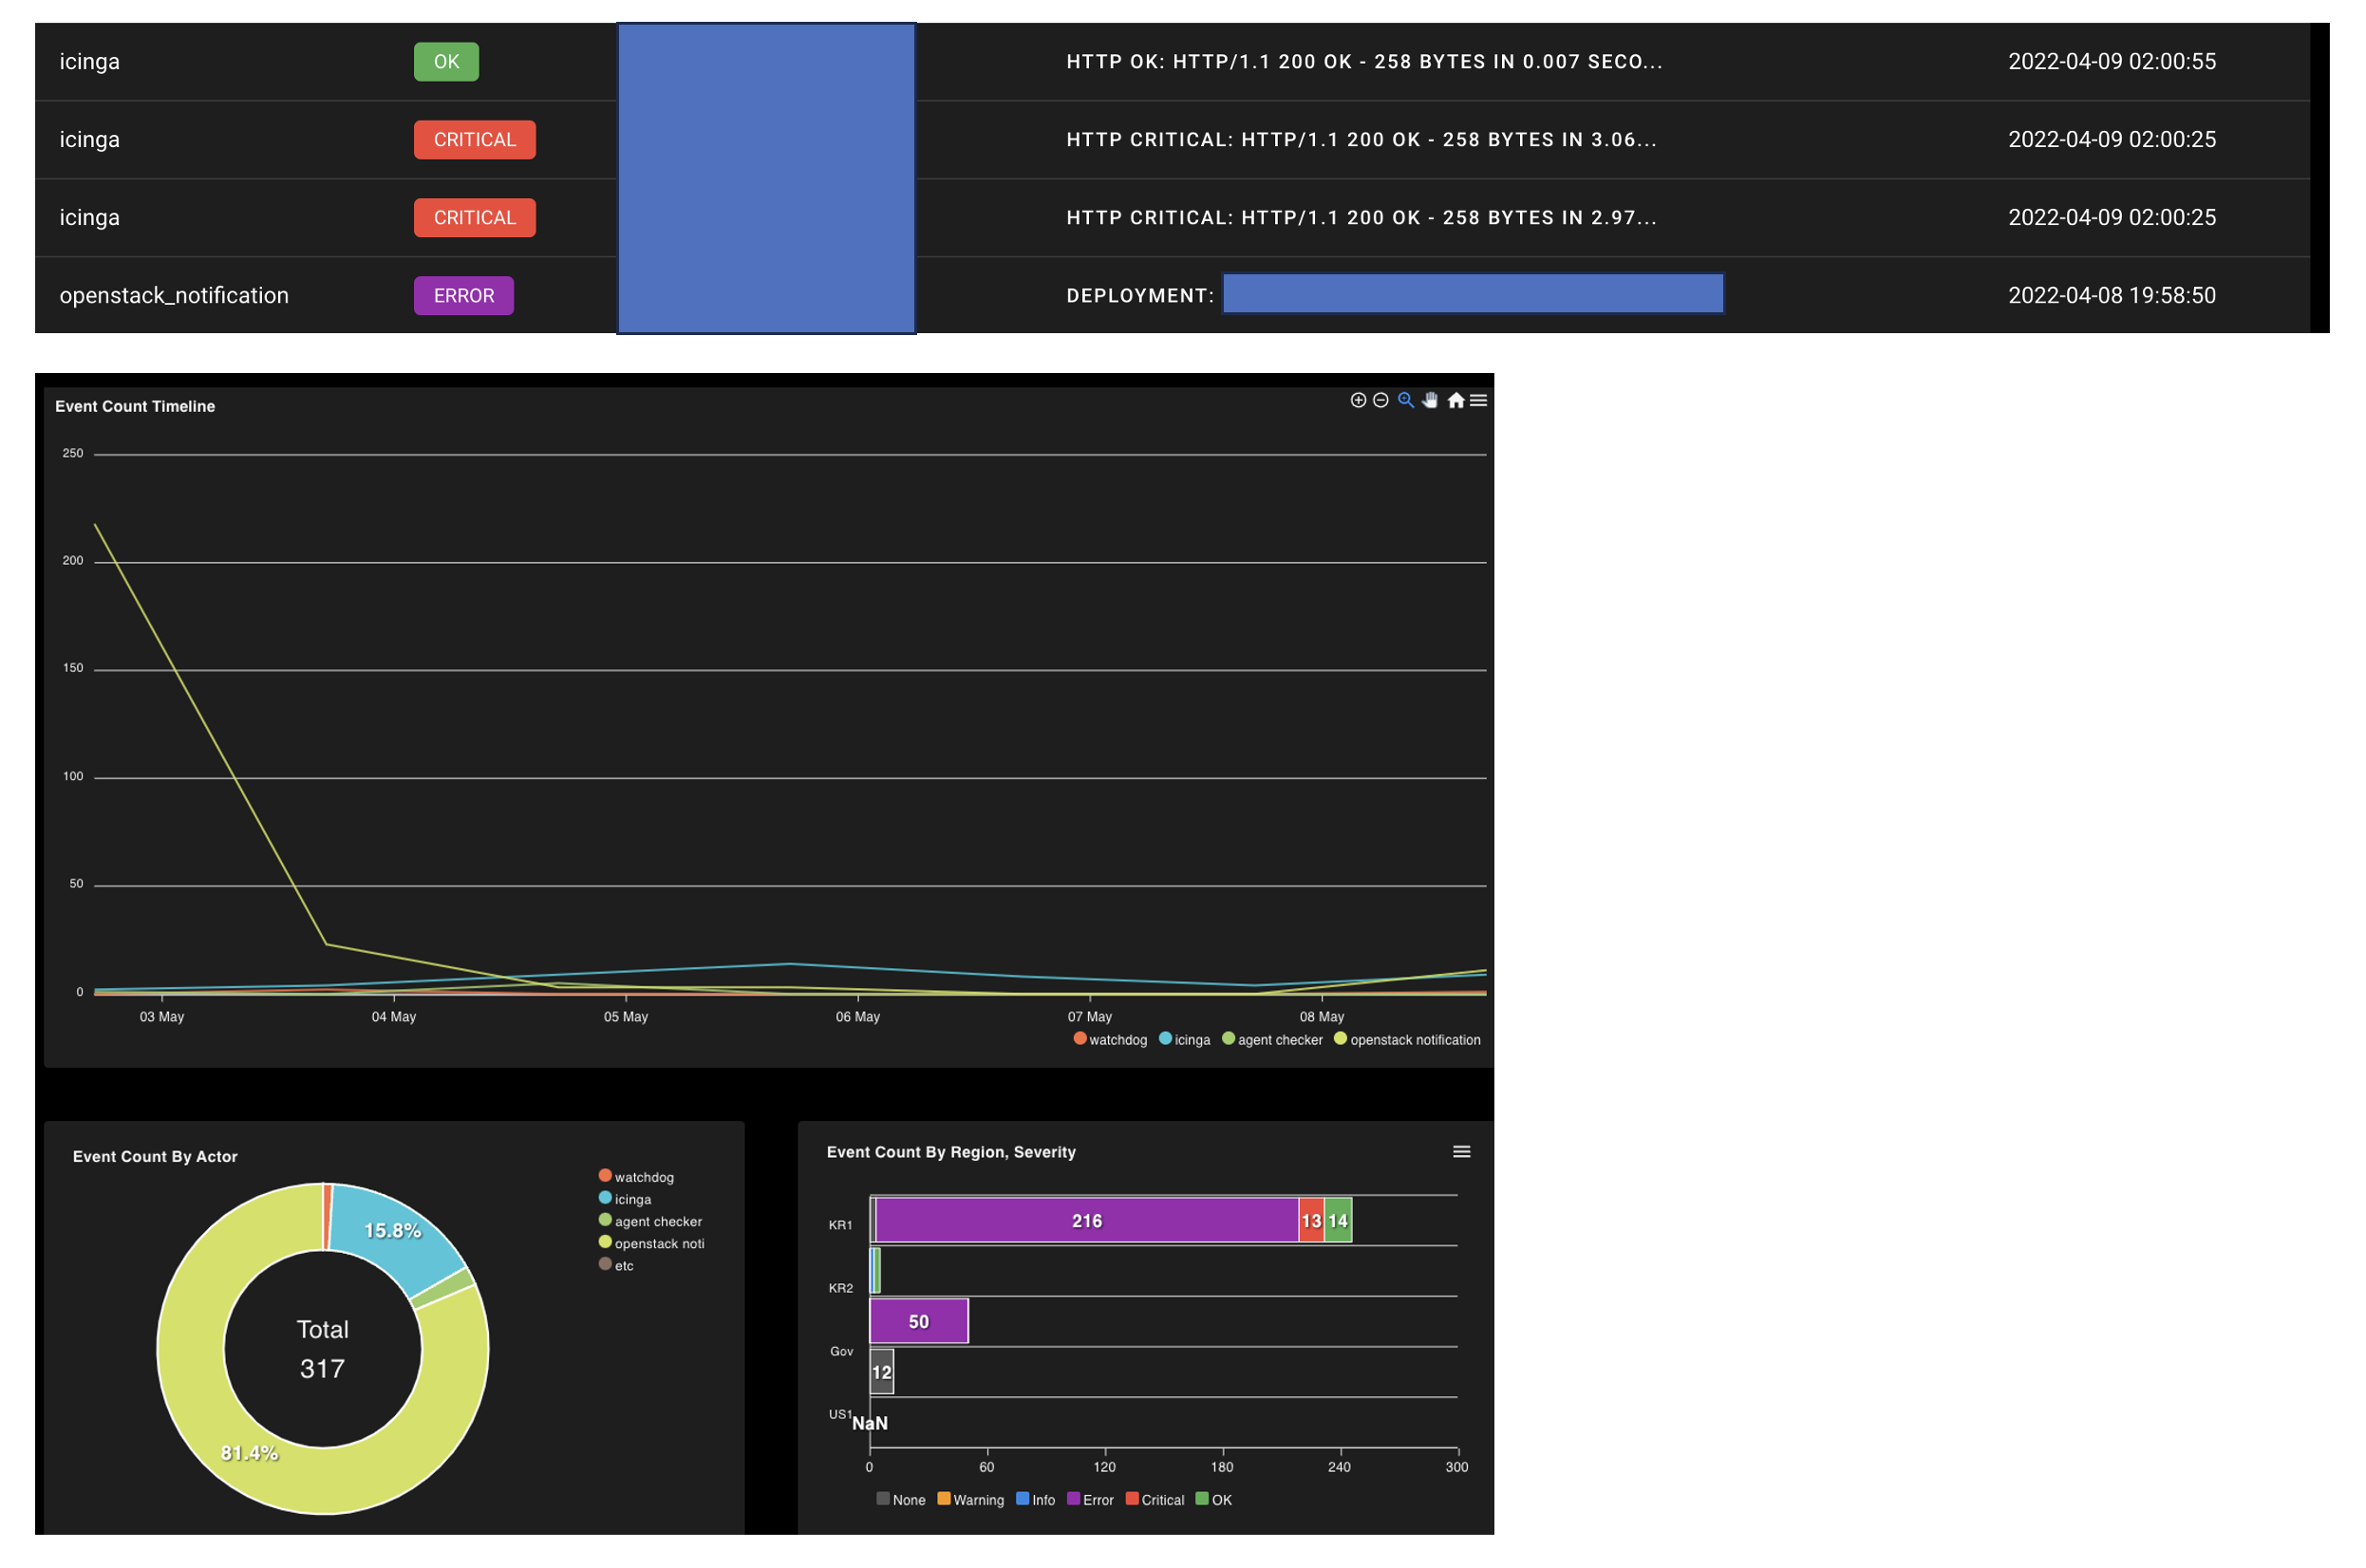 icinga OK HTTP OK: HTTP/1.1 200 OK - 258 BYTES IN 0.007 SECO... 2022-04-09 02:00:55
icinga CRITICAL HTTP CRITICAL: HTTP/1.1 200 OK - 258 BYTES IN 3.06... 2022-04-09 02:00:25
icinga CRITICAL HTTP CRITICAL: HTTP/1.1 200 OK - 258 BYTES IN 2.97... 2022-04-09 02:00:25
openstack_notification ERROR DEPLOYMENT: 2022-04-08 19:58:50
Event Count Timeline
250
200
150
100
50
0
03 May 04 May 05 May 06 May 07 May 08 May
watchdog icinga agent checker openstack notification
Event Count By Actor
watchdog
icinga
agent checker
openstack noti
etc
15.8%
Total
317
81.4%
Event Count By Region, Severity
KR1 216 13 14
KR2
50
Gov
12
US1
NaN
0 60 120 180 240 300
None Warning Info Error Critical OK